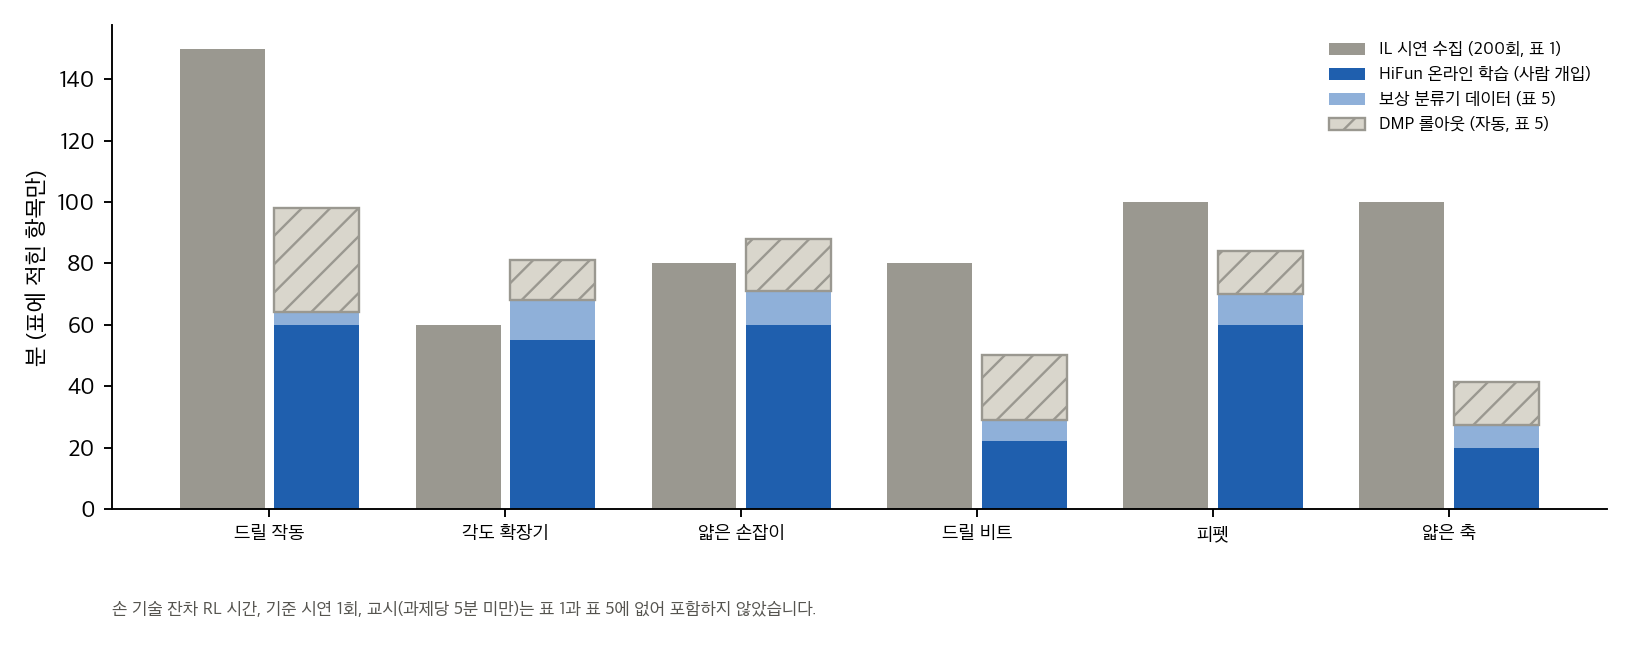 IL 시연 수집 (200회, 표 1)
HiFun 온라인 학습 (사람 개입)
보상 분류기 데이터 (표 5)
DMP 롤아웃 (자동, 표 5)
분 (표에 적힌 항목만)
140
120
100
80
60
40
20
0
드릴 작동
각도 확장기
얇은 손잡이
드릴 비트
피펫
얇은 축
손 기술 잔차 RL 시간, 기준 시연 1회, 교시(과제당 5분 미만)는 표 1과 표 5에 없어 포함하지 않았습니다.